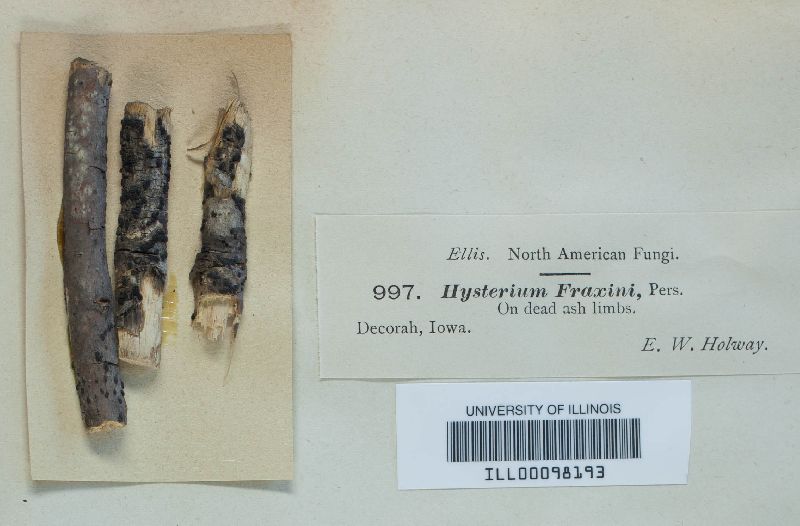 Ellis. North American Fungi.
997. Hysterium Fraxini, Pers.
On dead ash limbs.
Decorah, Iowa.
E. W. Holway.
UNIVERSITY OF ILLINOIS
ILL00098193